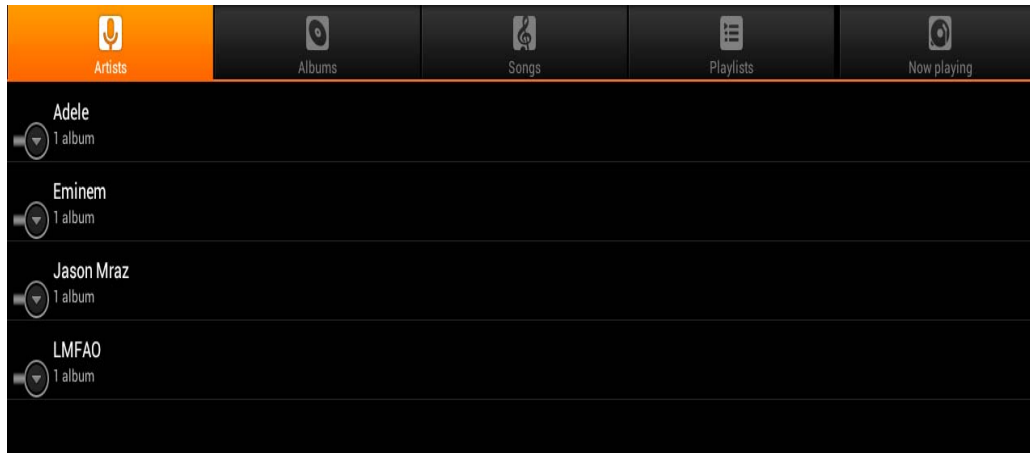 Artists
Albums
Songs
Playlists
Now playing
Adele
1 album
Eminem
1 album
Jason Mraz
1 album
LMFAO
1 album